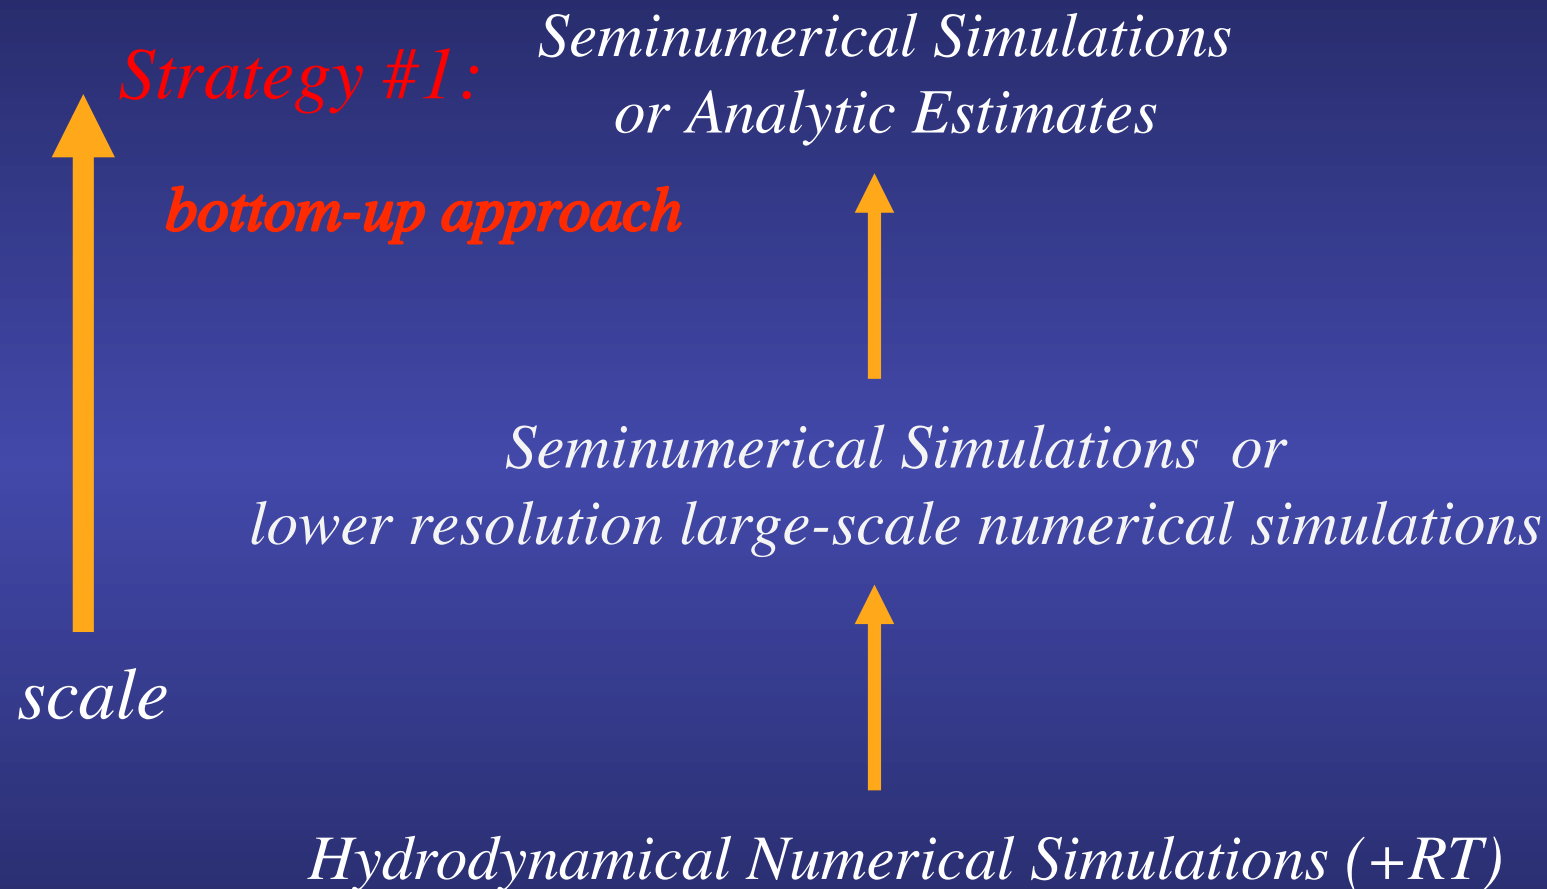 Strategy #1:
Seminumerical Simulations
or Analytic Estimates
bottom-up approach
Seminumerical Simulations or
lower resolution large-scale numerical simulations
scale
Hydrodynamical Numerical Simulations (+RT)